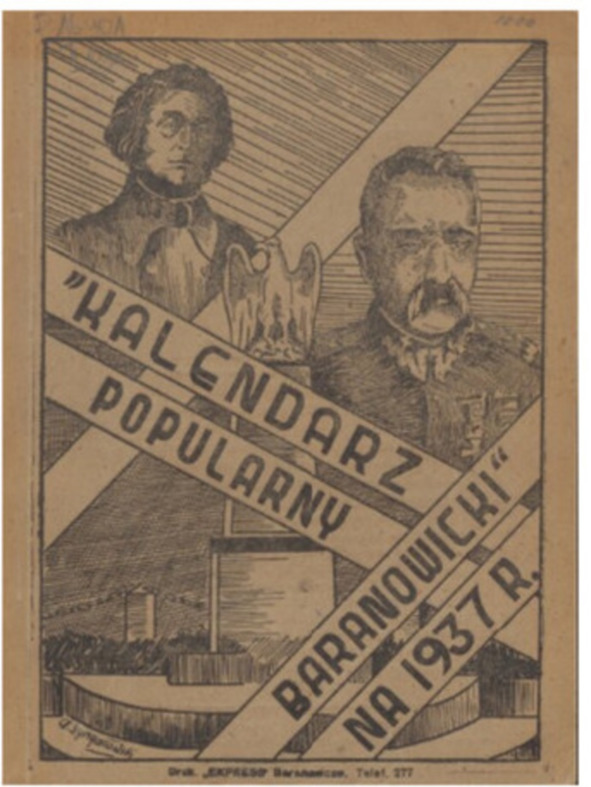 "KALENDARZ
POPULARNY
BARANOWICKI"
NA 1937 R.
Druk. „EXPRESS" Baranowicze, Telef. 277